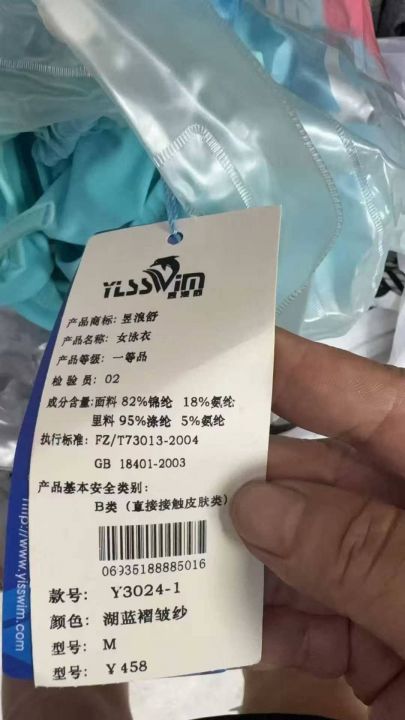 YLSSWim
产品商标: 昱浪舒
产品名称: 女泳衣
产品等级: 一等品
检 验 员: 02
成分含量:面料 82%锦纶 18%氨纶
里料 95%涤纶 5%氨纶
执行标准: FZ/T73013-2004
GB 18401-2003
产品基本安全类别:
B类 (直接接触皮肤类)
06935188885016
款号: Y3024-1
颜色: 湖蓝褶皱纱
型号: M
型号: ￥458
http://www.yisswim.com